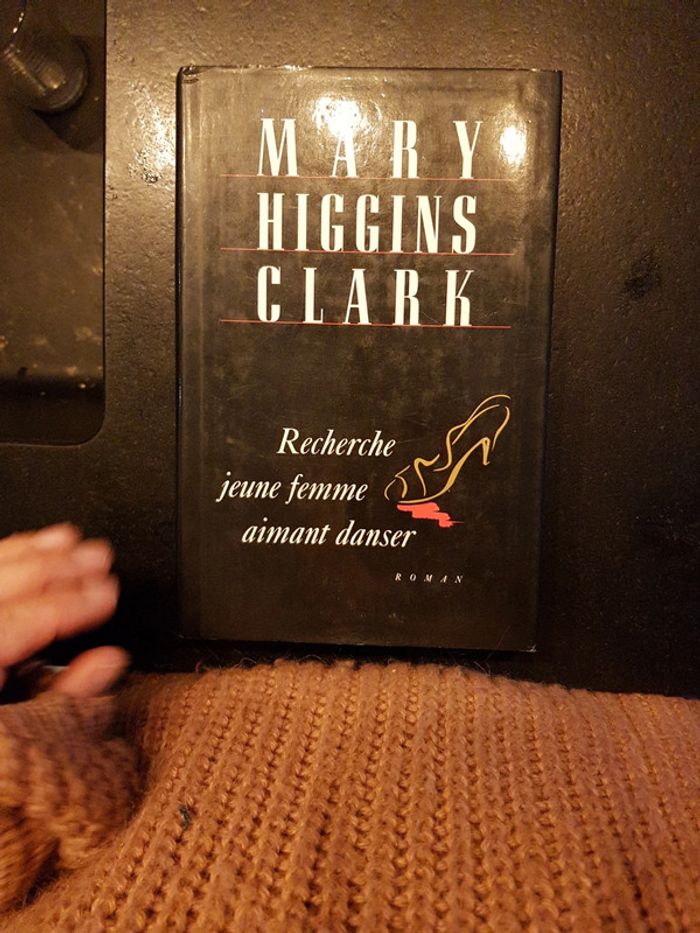 MARY
HIGGINS
CLARK
Recherche
jeune femme
aimant danser
ROMAN